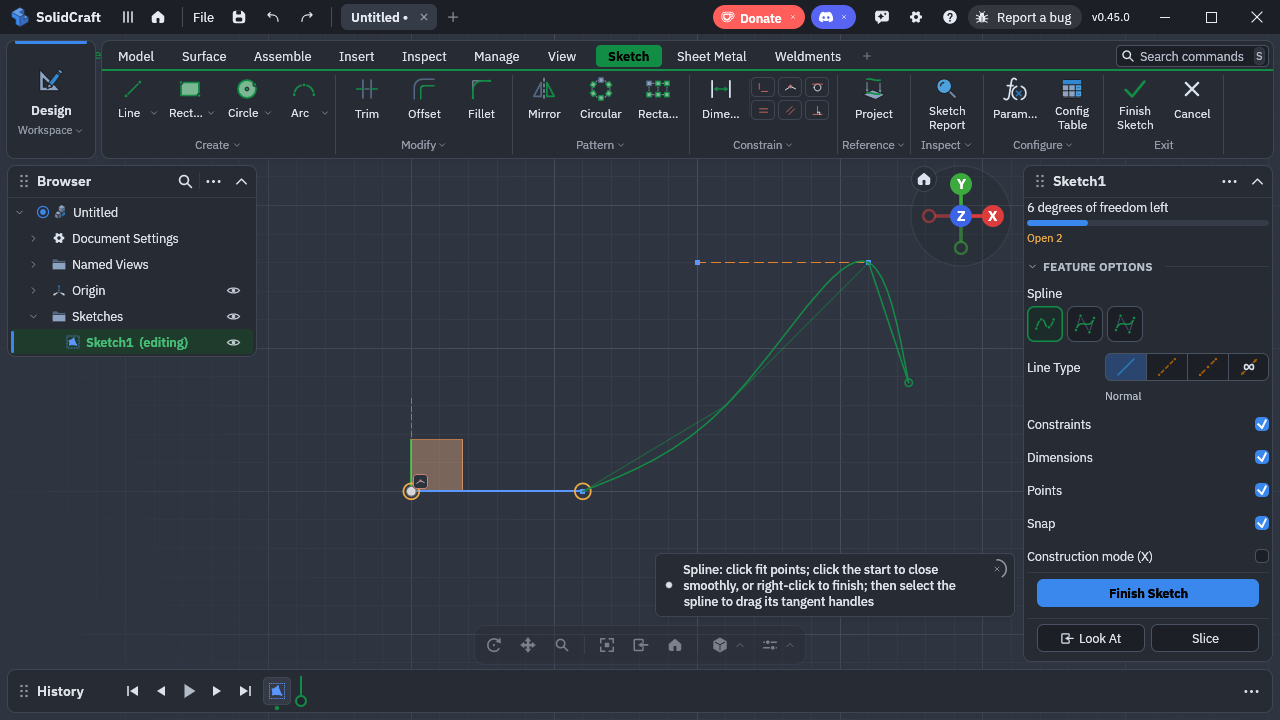 SolidCraft
File
Untitled •
Donate
Report a bug
v0.45.0
Model
Surface
Assemble
Insert
Inspect
Manage
View
Sketch
Sheet Metal
Weldments
Search commands
S
Design
Workspace
Line
Rect...
Circle
Arc
Create
Trim
Offset
Fillet
Modify
Mirror
Circular
Recta...
Pattern
Dime...
Constrain
Project
Reference
Sketch
Report
Inspect
Param...
Config
Table
Configure
Finish
Sketch
Cancel
Exit
Browser
Untitled
Document Settings
Named Views
Origin
Sketches
Sketch1 (editing)
Y
Z
X
Sketch1
6 degrees of freedom left
Open 2
FEATURE OPTIONS
Spline
Line Type
Normal
Constraints
Dimensions
Points
Snap
Construction mode (X)
Finish Sketch
Look At
Slice
Spline: click fit points; click the start to close
smoothly, or right-click to finish; then select the
spline to drag its tangent handles
History